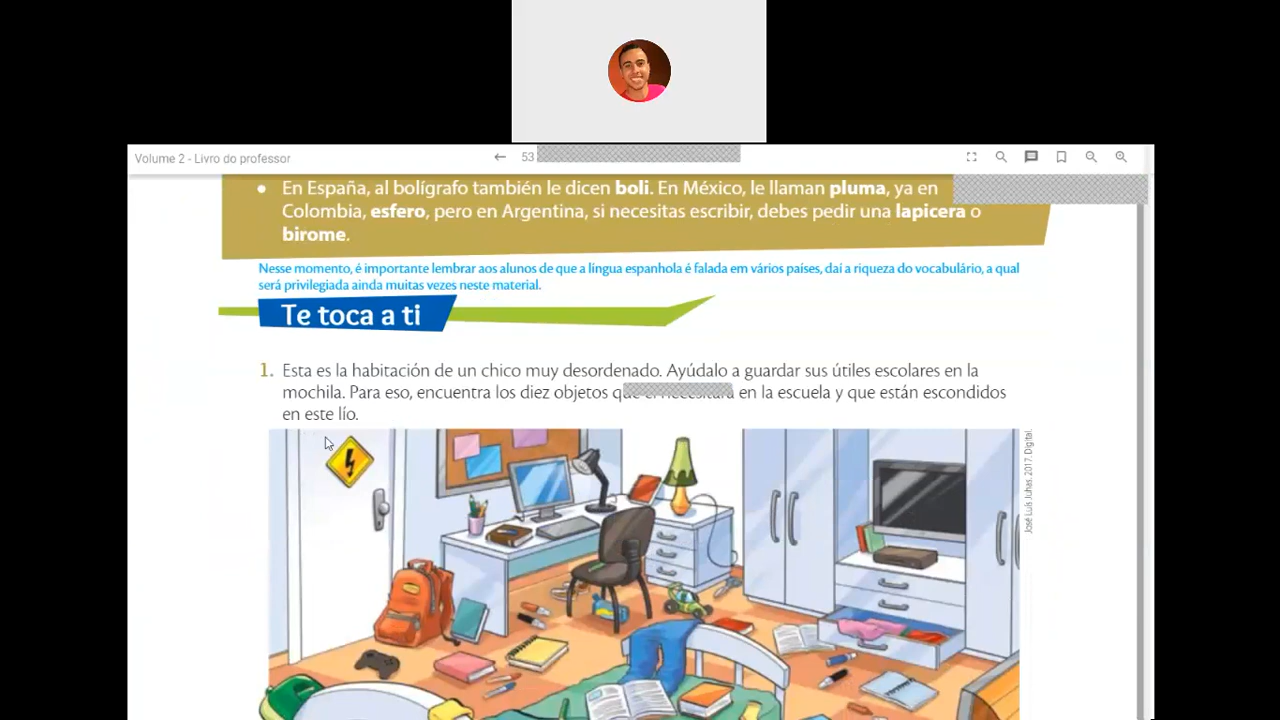 Volume 2 - Livro do professor
53
En España, al bolígrafo también le dicen boli. En México, le llaman pluma, ya en
Colombia, esfero, pero en Argentina, si necesitas escribir, debes pedir una lapicera o
birome.
Nesse momento, é importante lembrar aos alunos de que a língua espanhola é falada em vários países, daí a riqueza do vocabulário, a qual
será privilegiada ainda muitas vezes neste material.
Te toca a ti
1. Esta es la habitación de un chico muy desordenado. Ayúdalo a guardar sus útiles escolares en la
mochila. Para eso, encuentra los diez objetos en la escuela y que están escondidos
en este lío.
José Luis Juhas. 2017. Digital.